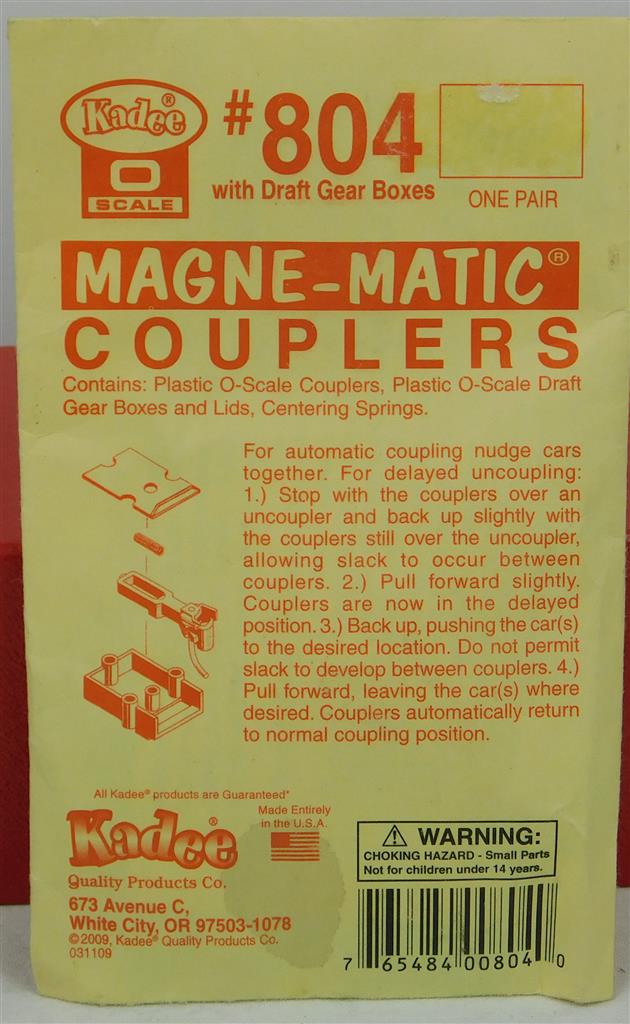 Kadee®
O
SCALE
#804
with Draft Gear Boxes
ONE PAIR
MAGNE-MATIC®
COUPLERS
Contains: Plastic O-Scale Couplers, Plastic O-Scale Draft
Gear Boxes and Lids, Centering Springs.
For automatic coupling nudge cars
together. For delayed uncoupling:
1.) Stop with the couplers over an
uncoupler and back up slightly with
the couplers still over the uncoupler,
allowing slack to occur between
couplers. 2.) Pull forward slightly.
Couplers are now in the delayed
position. 3.) Back up, pushing the car(s)
to the desired location. Do not permit
slack to develop between couplers. 4.)
Pull forward, leaving the car(s) where
desired. Couplers automatically return
to normal coupling position.
All Kadee® products are Guaranteed*
Made Entirely
in the U.S.A.
Kadee®
Quality Products Co.
673 Avenue C,
White City, OR 97503-1078
©2009, Kadee® Quality Products Co.
031109
⚠ WARNING:
CHOKING HAZARD - Small Parts
Not for children under 14 years.
7 65484 00804 0